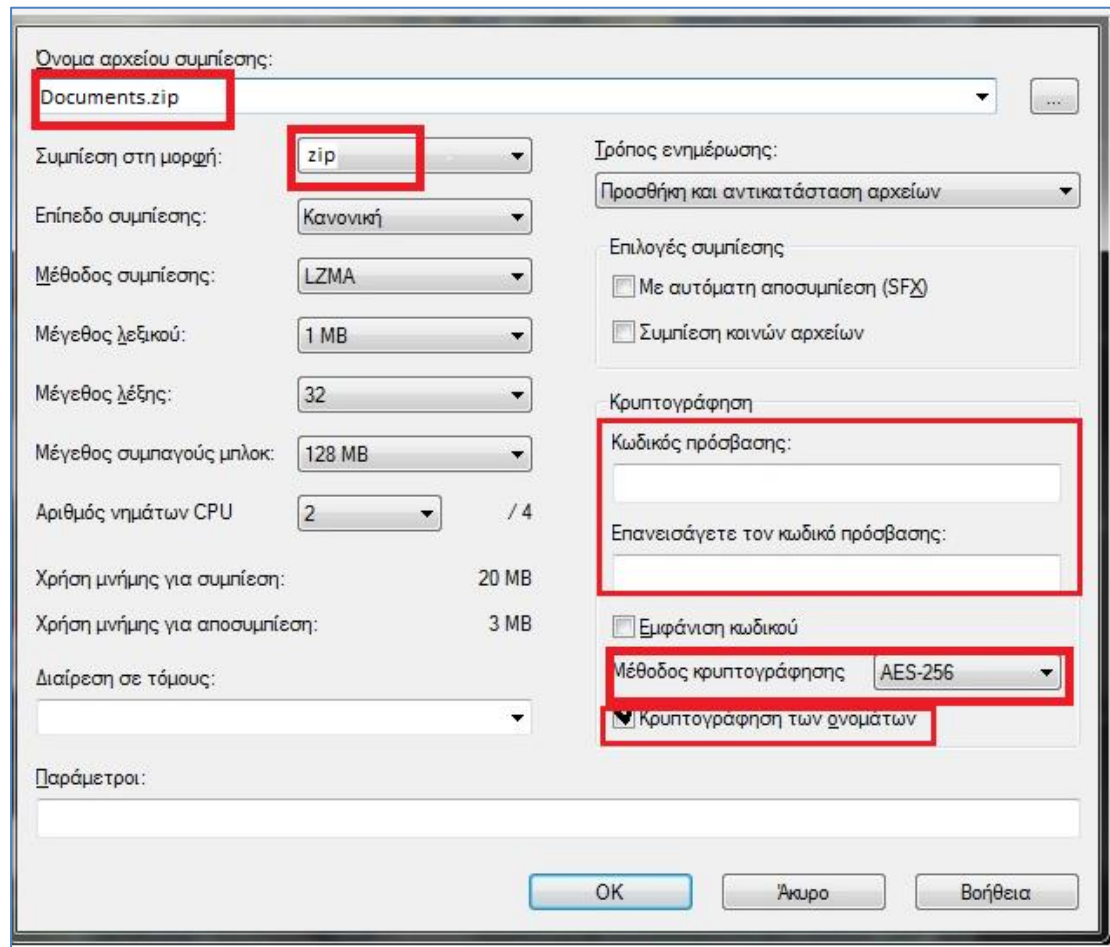 Όνομα αρχείου συμπίεσης:
Documents.zip
...
Συμπίεση στη μορφή:
zip
Επίπεδο συμπίεσης:
Κανονική
Μέθοδος συμπίεσης:
LZMA
Μέγεθος λεξικού:
1 MB
Μέγεθος λέξης:
32
Μέγεθος συμπαγούς μπλοκ:
128 MB
Αριθμός νημάτων CPU
2
/ 4
Χρήση μνήμης για συμπίεση:
20 MB
Χρήση μνήμης για αποσυμπίεση:
3 MB
Διαίρεση σε τόμους:
Τρόπος ενημέρωσης:
Προσθήκη και αντικατάσταση αρχείων
Επιλογές συμπίεσης
Με αυτόματη αποσυμπίεση (SFX)
Συμπίεση κοινών αρχείων
Κρυπτογράφηση
Κωδικός πρόσβασης:
Επανεισάγετε τον κωδικό πρόσβασης:
Εμφάνιση κωδικού
Μέθοδος κρυπτογράφησης
AES-256
Κρυπτογράφηση των ονομάτων
Παράμετροι:
OK
Άκυρο
Βοήθεια